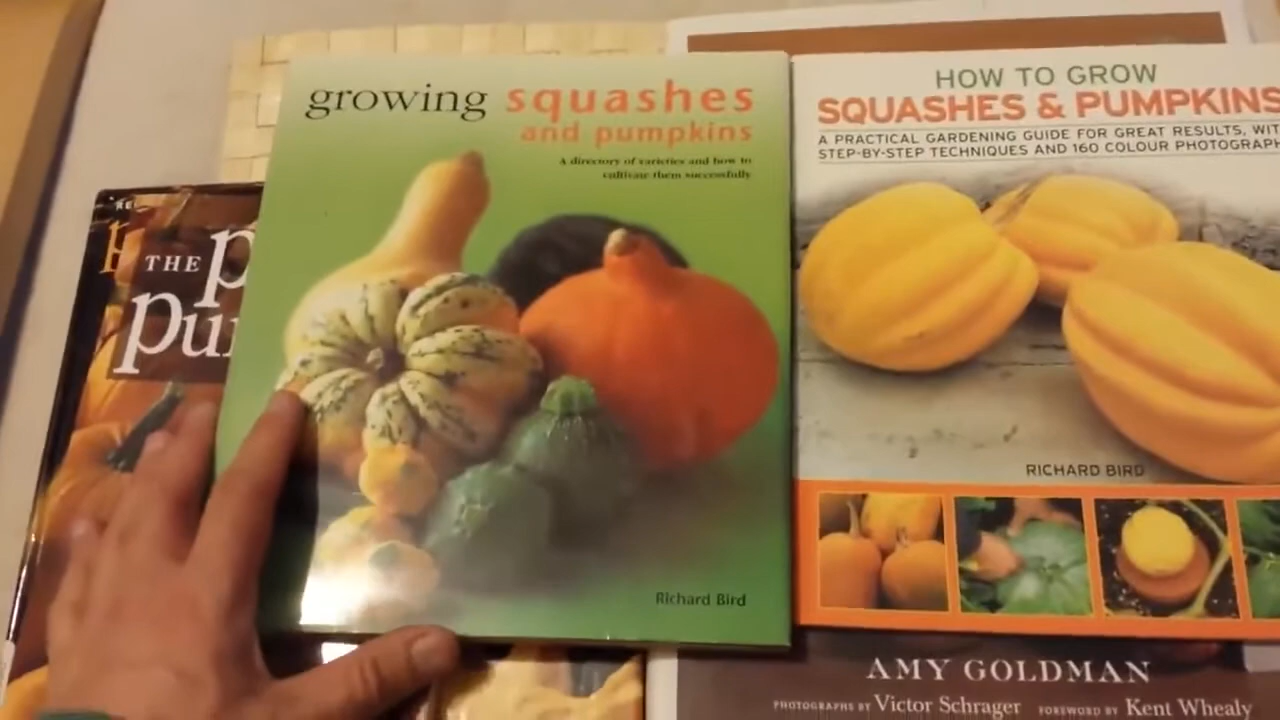 growing squashes
and pumpkins
A directory of varieties and how to
cultivate them successfully
Richard Bird
HOW TO GROW
SQUASHES & PUMPKINS
A PRACTICAL GARDENING GUIDE FOR GREAT RESULTS, WIT
STEP-BY-STEP TECHNIQUES AND 160 COLOUR PHOTOGRAPH
RICHARD BIRD
THE p
pu
AMY GOLDMAN
PHOTOGRAPHS BY Victor Schrager FOREWORD BY Kent Whealy